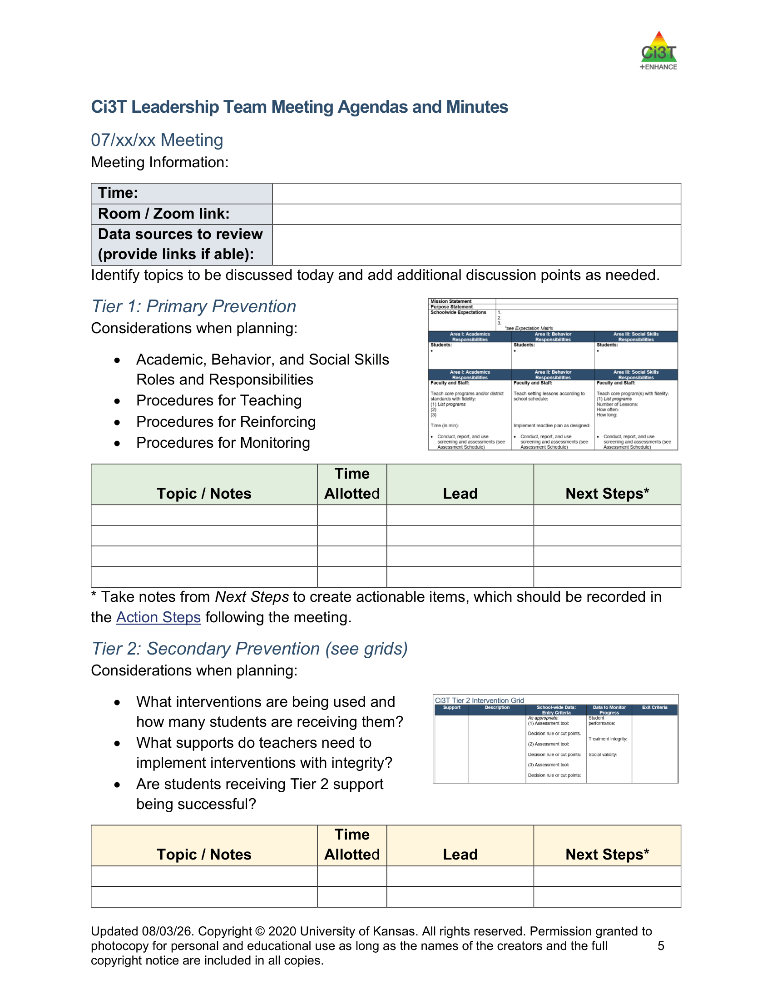 Ci3T
+ENHANCE
Ci3T Leadership Team Meeting Agendas and Minutes
07/xx/xx Meeting
Meeting Information:
Time:
Room / Zoom link:
Data sources to review
(provide links if able):
Identify topics to be discussed today and add additional discussion points as needed.
Tier 1: Primary Prevention
Considerations when planning:
• Academic, Behavior, and Social Skills
Roles and Responsibilities
• Procedures for Teaching
• Procedures for Reinforcing
• Procedures for Monitoring
Mission Statement
Purpose Statement
Schoolwide Expectations 1.
2.
3.
*see Expectation Matrix
Area I: Academics Area II: Behavior Area III: Social Skills
Responsibilities Responsibilities Responsibilities
Students: Students: Students:
• • •
Area I: Academics Area II: Behavior Area III: Social Skills
Responsibilities Responsibilities Responsibilities
Faculty and Staff: Faculty and Staff: Faculty and Staff:
Teach core programs and/or district Teach setting lessons according to Teach core program(s) with fidelity:
standards with fidelity: school schedule: (1) List programs
(1) List programs Number of Lessons:
(2) How often:
(3) How long:
Time (in min): Implement reactive plan as designed:
• Conduct, report, and use • Conduct, report, and use • Conduct, report, and use
screening and assessments (see screening and assessments (see screening and assessments (see
Assessment Schedule) Assessment Schedule) Assessment Schedule)
Time
Topic / Notes Allotted Lead Next Steps*
* Take notes from Next Steps to create actionable items, which should be recorded in
the Action Steps following the meeting.
Tier 2: Secondary Prevention (see grids)
Considerations when planning:
• What interventions are being used and
how many students are receiving them?
• What supports do teachers need to
implement interventions with integrity?
• Are students receiving Tier 2 support
being successful?
Ci3T Tier 2 Intervention Grid
Support Description School-wide Data: Data to Monitor Exit Criteria
Entry Criteria Progress
As appropriate: Student
(1) Assessment tool: performance:
Decision rule or cut points:
Treatment integrity:
(2) Assessment tool:
Decision rule or cut points: Social validity:
(3) Assessment tool:
Decision rule or cut points:
Time
Topic / Notes Allotted Lead Next Steps*
Updated 08/03/26. Copyright © 2020 University of Kansas. All rights reserved. Permission granted to
photocopy for personal and educational use as long as the names of the creators and the full 5
copyright notice are included in all copies.